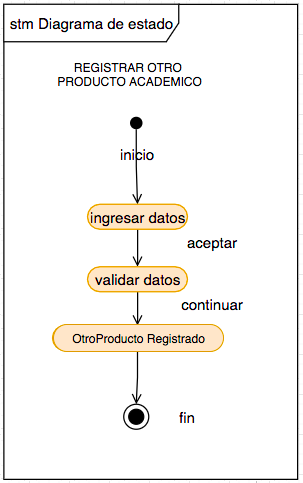 stm Diagrama de estado
REGISTRAR OTRO
PRODUCTO ACADEMICO
inicio
ingresar datos
aceptar
validar datos
continuar
OtroProducto Registrado
fin